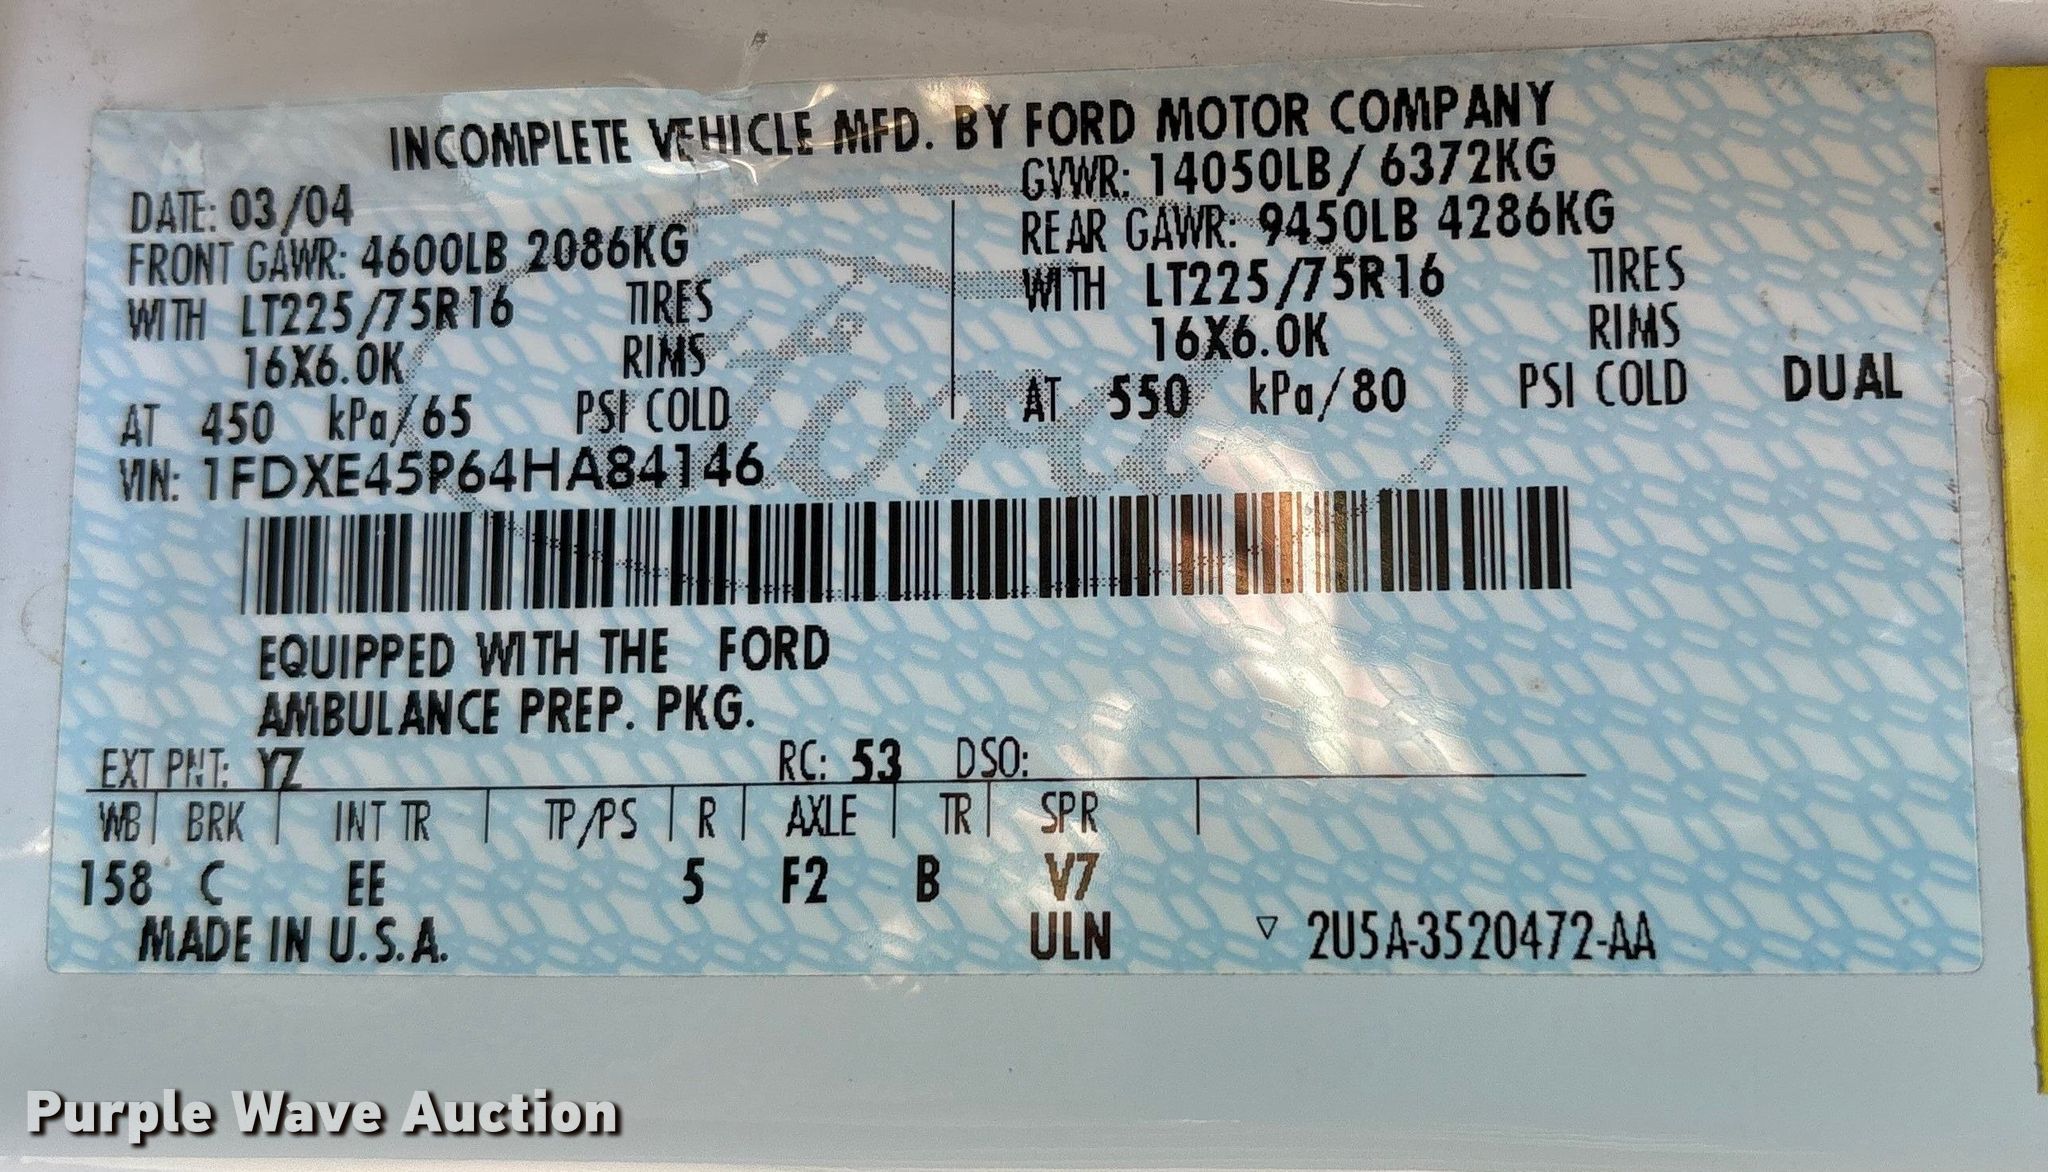 INCOMPLETE VEHICLE MFD. BY FORD MOTOR COMPANY
DATE: 03/04
GVWR: 14050LB/ 6372KG
FRONT GAWR: 4600LB 2086KG
REAR GAWR: 9450LB 4286KG
WITH LT225/75R16 TIRES
WITH LT225/75R16 TIRES
16X6.0K RIMS
16X6.0K RIMS
AT 450 kPa/65 PSI COLD
AT 550 kPa/80 PSI COLD DUAL
VIN: 1FDXE45P64HA84146
Ford
EQUIPPED WITH THE FORD
AMBULANCE PREP. PKG.
EXT PNT: YZ RC: 53 DSO:
WB BRK INT TR TP/PS R AXLE TR SPR
158 C EE 5 F2 B V7
MADE IN U.S.A. ULN ▽ 2U5A-3520472-AA
Purple Wave Auction